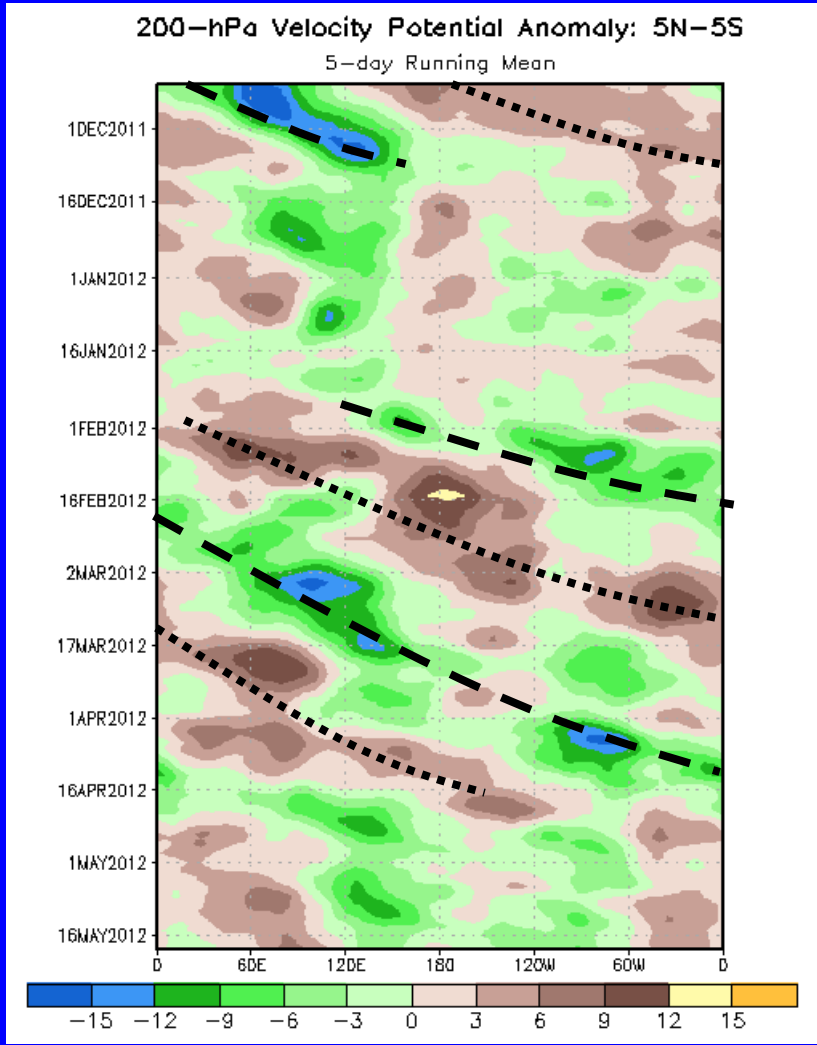 200-hPa Velocity Potential Anomaly: 5N-5S
5-day Running Mean
1DEC2011
16DEC2011
1JAN2012
16JAN2012
1FEB2012
16FEB2012
2MAR2012
17MAR2012
1APR2012
16APR2012
1MAY2012
16MAY2012
0 60E 120E 180 120W 60W 0
-15 -12 -9 -6 -3 0 3 6 9 12 15